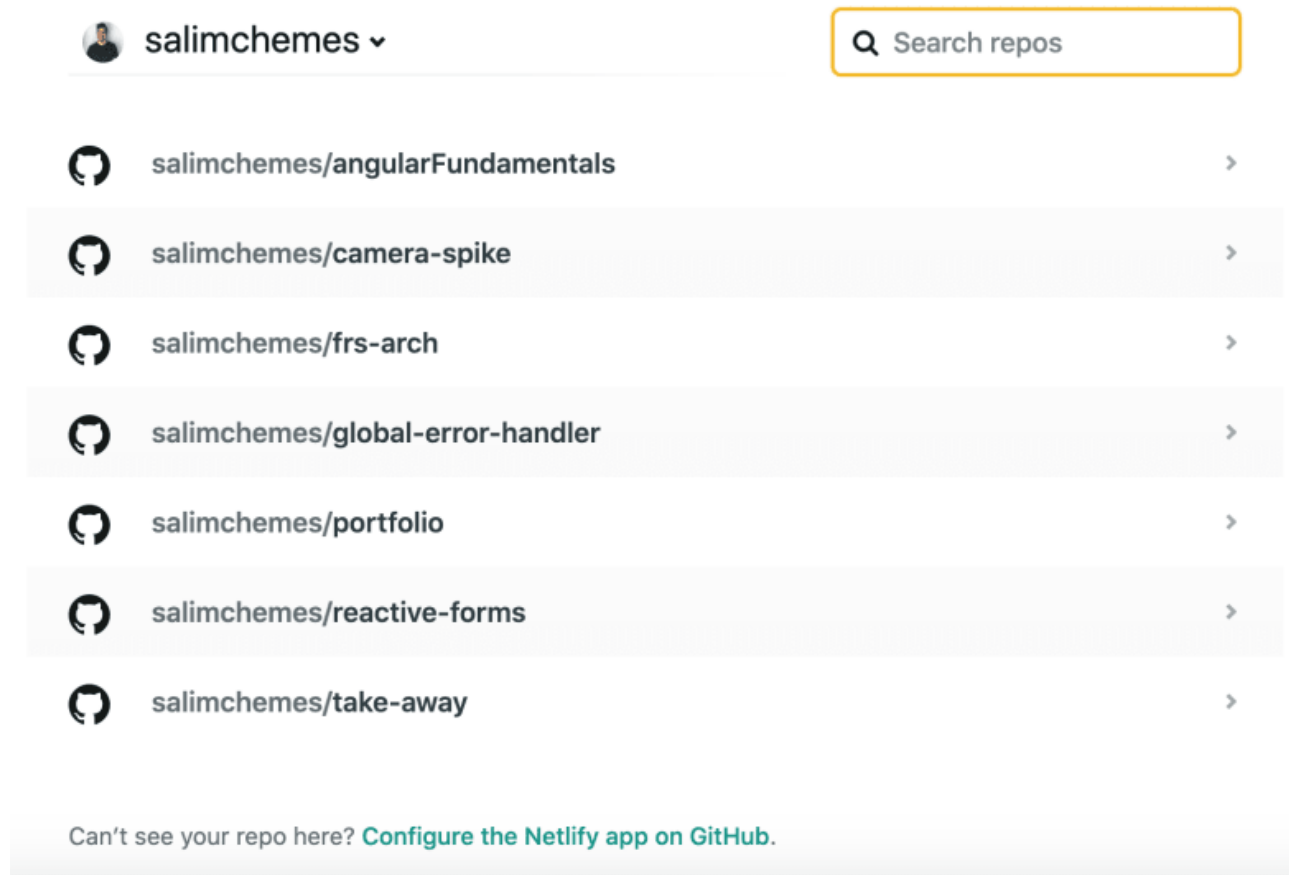 salimchemes
Search repos
salimchemes/angularFundamentals
salimchemes/camera-spike
salimchemes/frs-arch
salimchemes/global-error-handler
salimchemes/portfolio
salimchemes/reactive-forms
salimchemes/take-away
Can't see your repo here? Configure the Netlify app on GitHub.